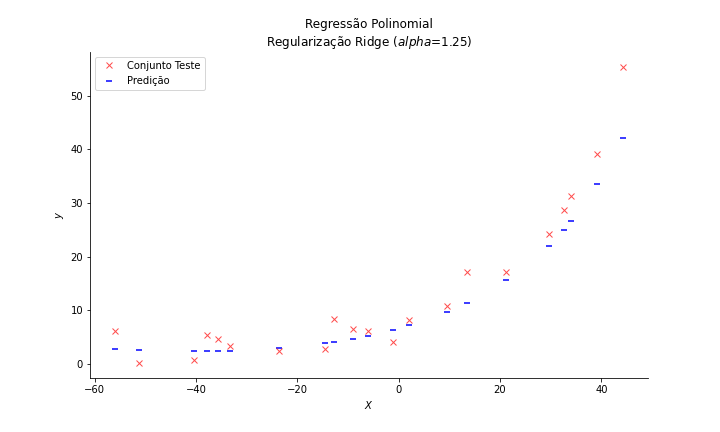 Regressão Polinomial
Regularização Ridge (alpha=1.25)
Conjunto Teste
Predição
50
40
30
20
10
0
y
−60
−40
−20
0
20
40
X